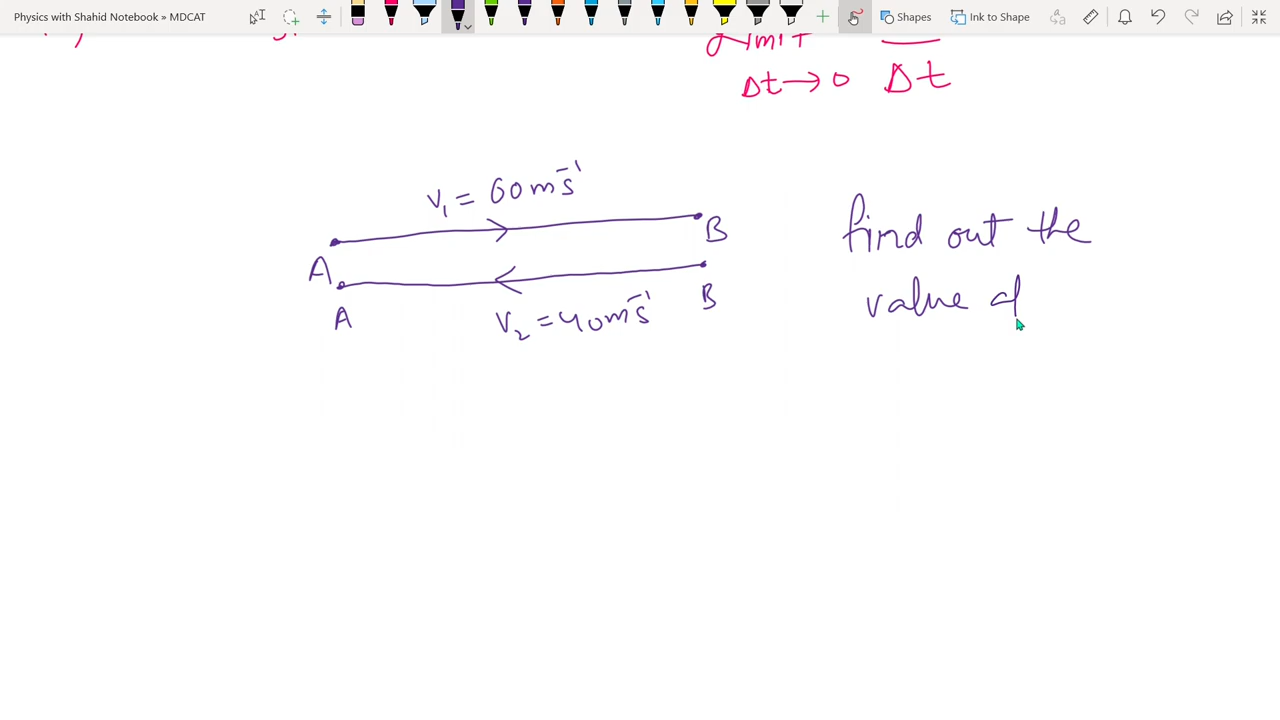 Physics with Shahid Notebook » MDCAT
Shapes
Ink to Shape
Δt→0 Δt
v₁ = 60ms⁻¹
A B
A B
v₂ = 40ms⁻¹
find out the
value of